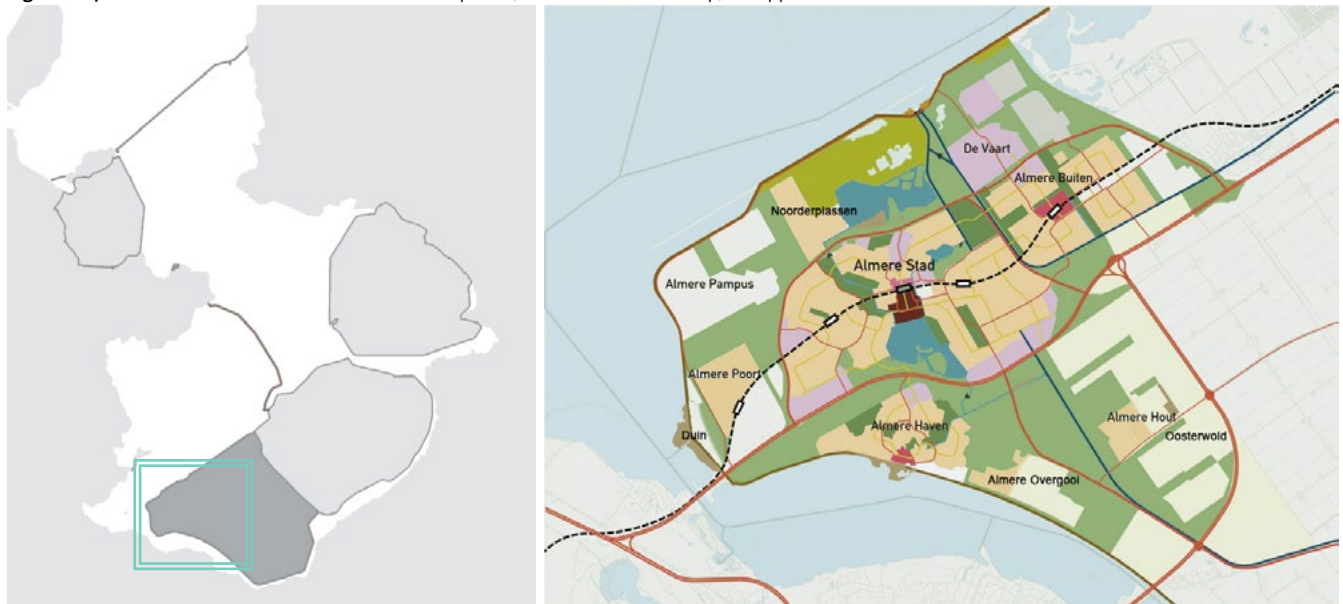 De Vaart
Almere Buiten
Noorderplassen
Almere Stad
Almere Pampus
Almere Poort
Duin
Almere Haven
Almere Hout
Oosterwold
Almere Overgooi